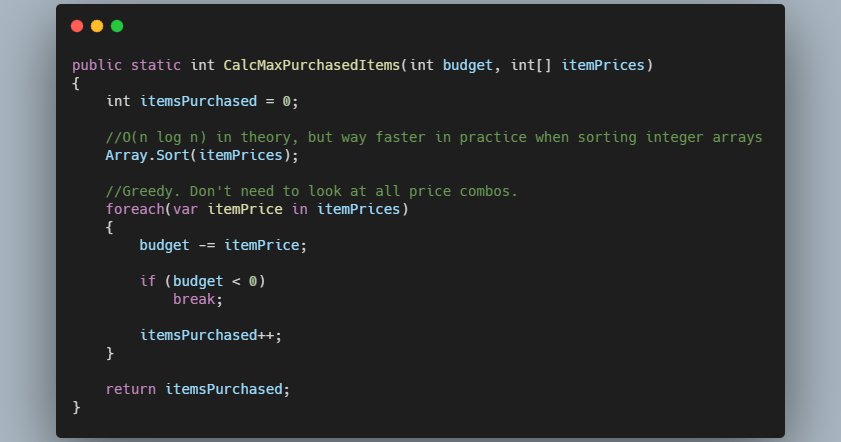 public static int CalcMaxPurchasedItems(int budget, int[] itemPrices)
{
    int itemsPurchased = 0;

    //O(n log n) in theory, but way faster in practice when sorting integer arrays
    Array.Sort(itemPrices);

    //Greedy. Don't need to look at all price combos.
    foreach(var itemPrice in itemPrices)
    {
        budget -= itemPrice;

        if (budget < 0)
            break;

        itemsPurchased++;
    }

    return itemsPurchased;
}